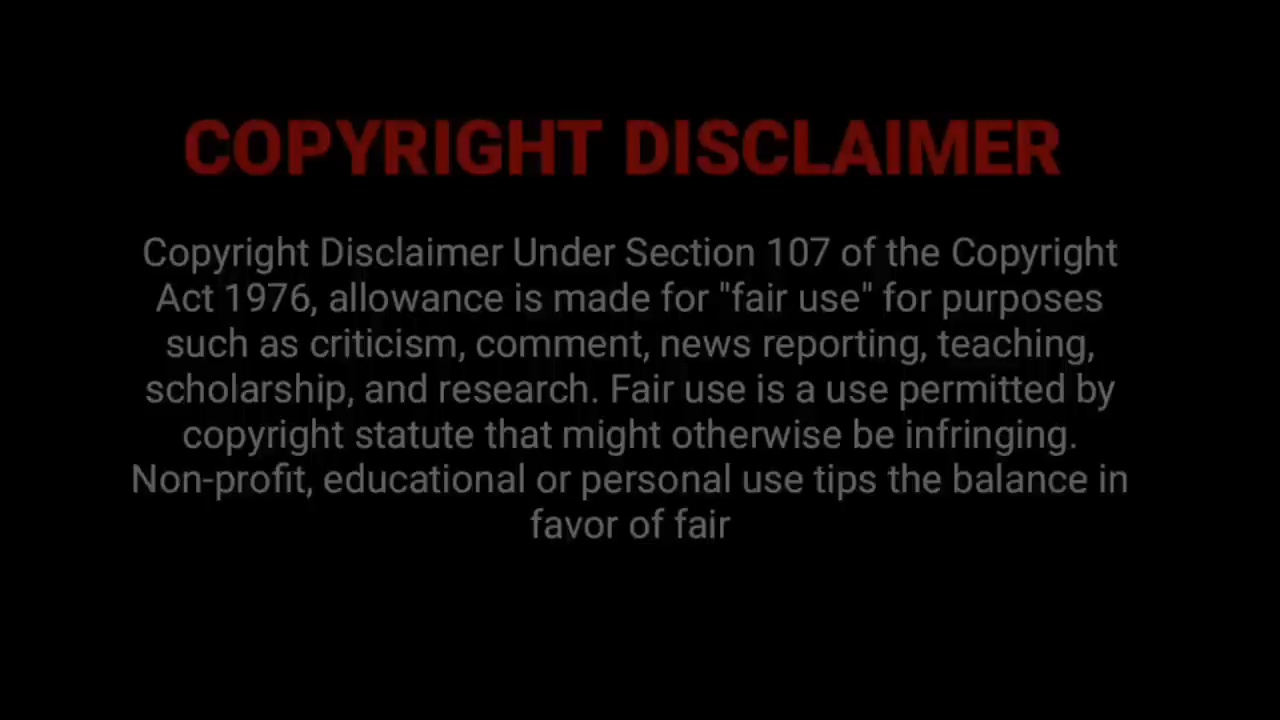 COPYRIGHT DISCLAIMER
Copyright Disclaimer Under Section 107 of the Copyright
Act 1976, allowance is made for "fair use" for purposes
such as criticism, comment, news reporting, teaching,
scholarship, and research. Fair use is a use permitted by
copyright statute that might otherwise be infringing.
Non-profit, educational or personal use tips the balance in
favor of fair